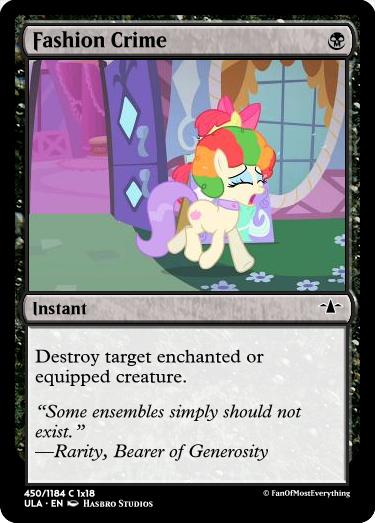 Fashion Crime
Instant
Destroy target enchanted or
equipped creature.
“Some ensembles simply should not
exist.”
—Rarity, Bearer of Generosity
450/1184 C 1x18
ULA • EN Hasbro Studios
© FanOfMostEverything